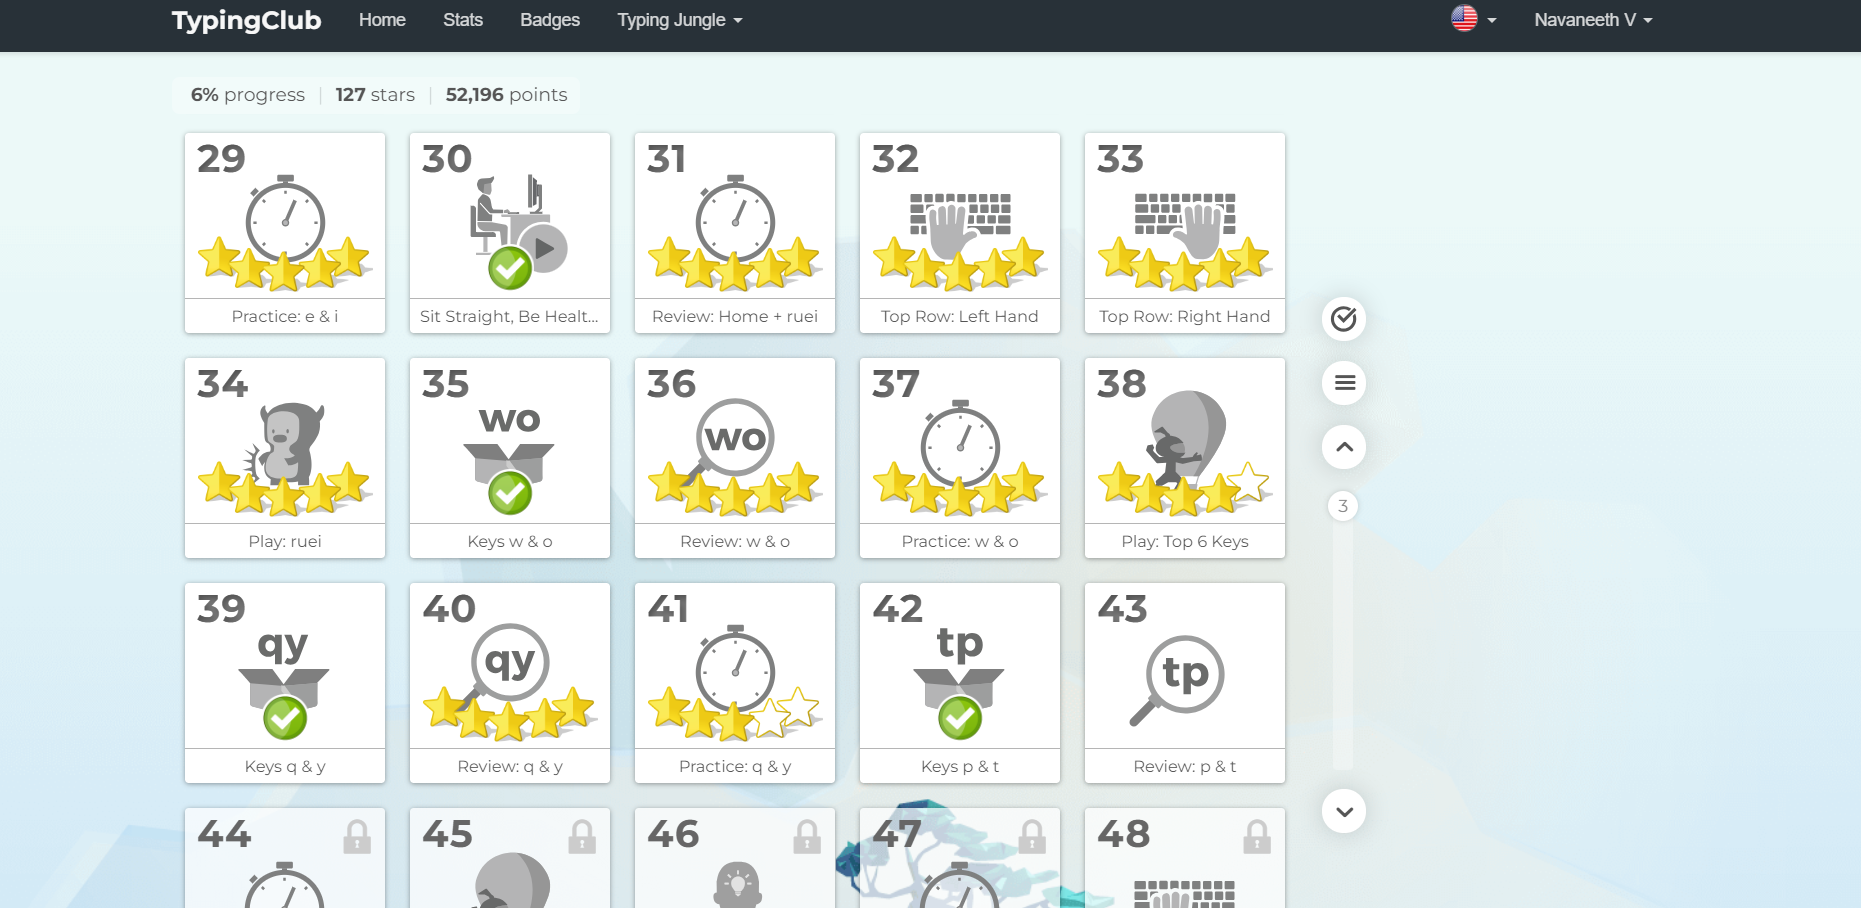 TypingClub Home Stats Badges Typing Jungle Navaneeth V
6% progress | 127 stars | 52,196 points
29 30 31 32 33
Practice: e & i Sit Straight, Be Healt... Review: Home + ruei Top Row: Left Hand Top Row: Right Hand
34 35 36 37 38
wo wo
Play: ruei Keys w & o Review: w & o Practice: w & o Play: Top 6 Keys
3
39 40 41 42 43
qy qy tp tp
Keys q & y Review: q & y Practice: q & y Keys p & t Review: p & t
44 45 46 47 48